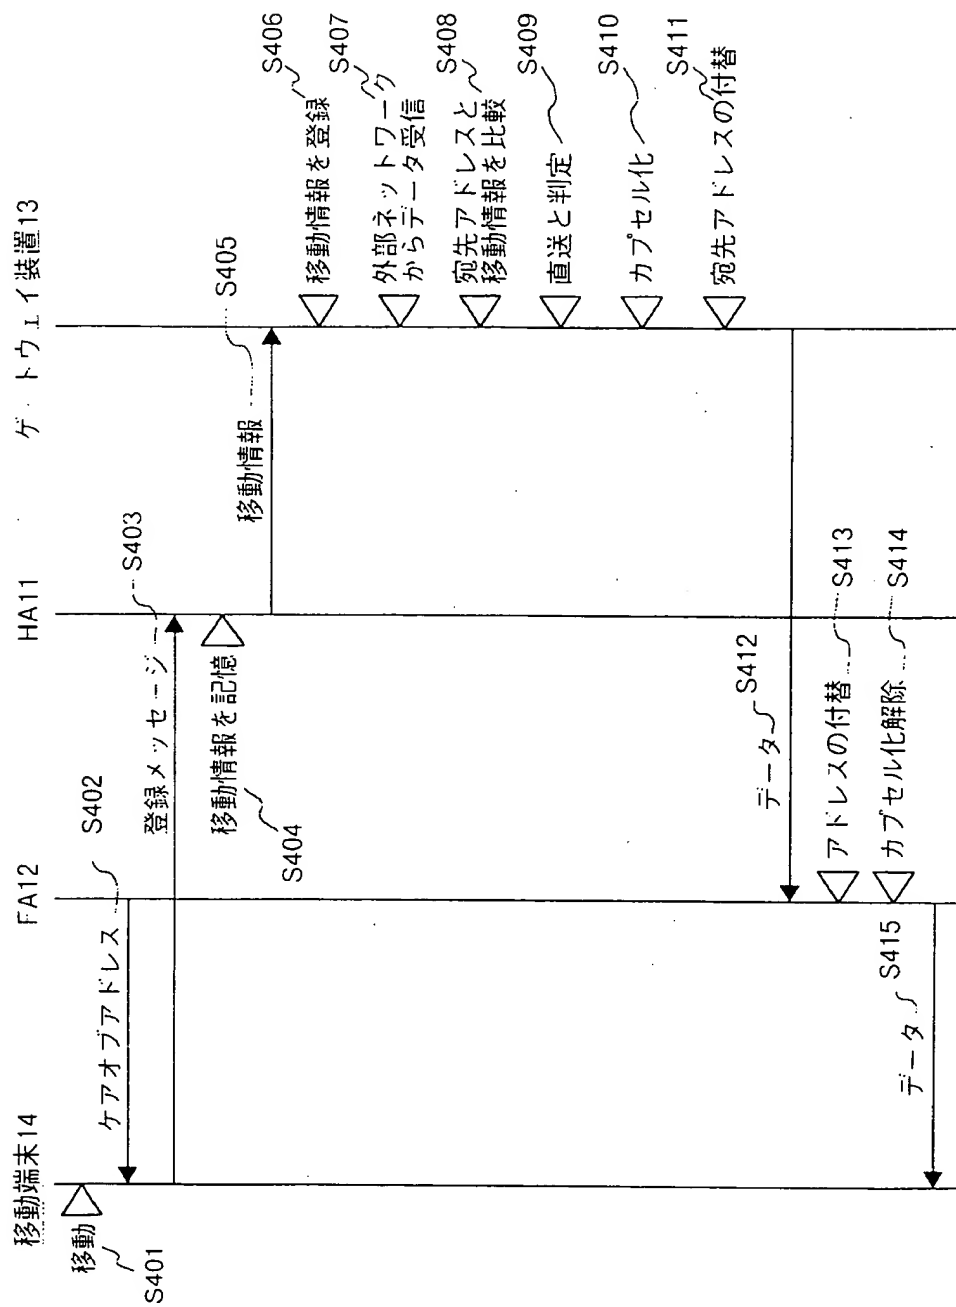 移動端末14
FA12
HA11
ゲートウェイ装置13
移動
S401
ケアオブアドレス
S402
登録メッセージ
S403
移動情報を記憶
S404
移動情報
S405
移動情報を登録
S406
外部ネットワーク
からデータ受信
S407
宛先アドレスと
移動情報を比較
S408
直送と判定
S409
カプセル化
S410
宛先アドレスの付替
S411
データ
S412
アドレスの付替
S413
カプセル化解除
S414
データ
S415